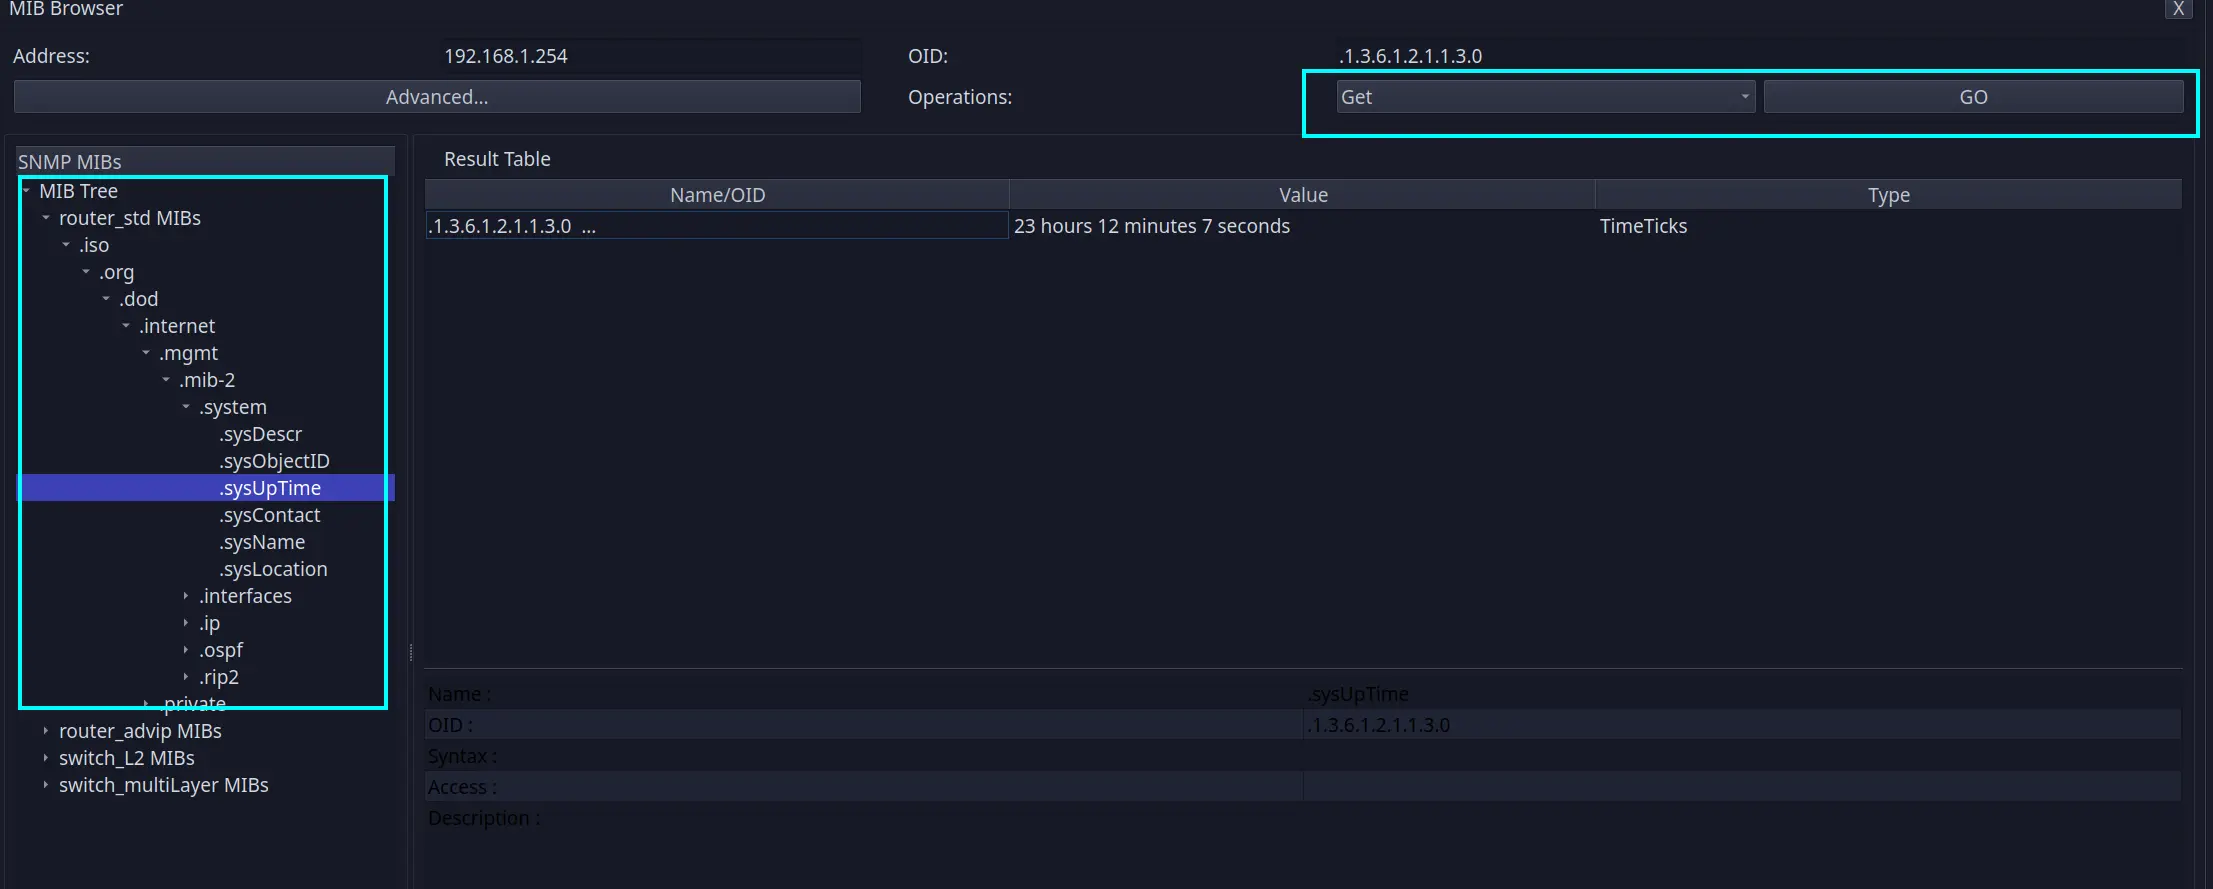 MIB Browser
X
Address:
192.168.1.254
OID:
.1.3.6.1.2.1.1.3.0
Advanced...
Operations:
Get
GO
SNMP MIBs
MIB Tree
router_std MIBs
.iso
.org
.dod
.internet
.mgmt
.mib-2
.system
.sysDescr
.sysObjectID
.sysUpTime
.sysContact
.sysName
.sysLocation
.interfaces
.ip
.ospf
.rip2
.private
router_advip MIBs
switch_L2 MIBs
switch_multiLayer MIBs
Result Table
Name/OID Value Type
.1.3.6.1.2.1.1.3.0 ... 23 hours 12 minutes 7 seconds TimeTicks
Name : .sysUpTime
OID : .1.3.6.1.2.1.1.3.0
Syntax :
Access :
Description :